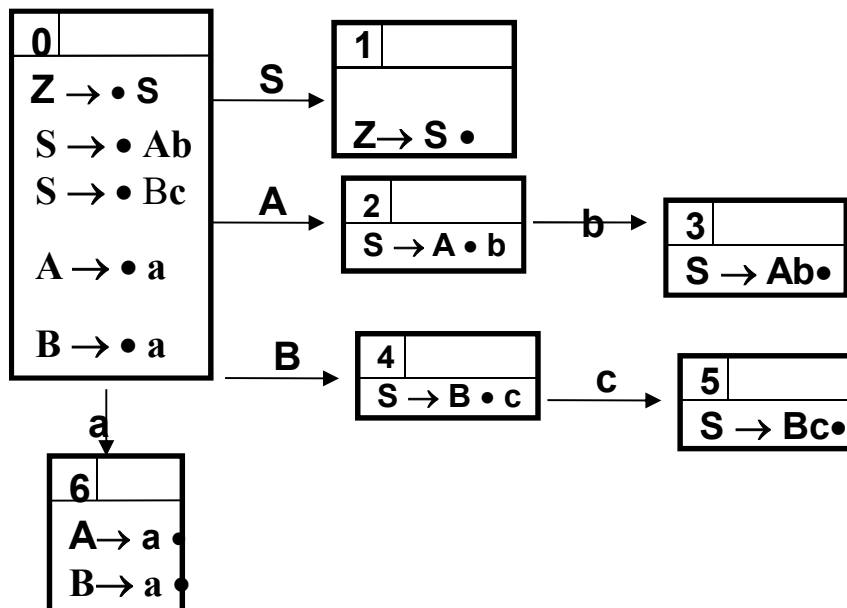 0
Z → • S
S → • Ab
S → • Bc
A → • a
B → • a
S
1
Z→ S •
A
2
S → A • b
b
3
S → Ab•
B
4
S → B • c
c
5
S → Bc•
a
6
A→ a •
B→ a •